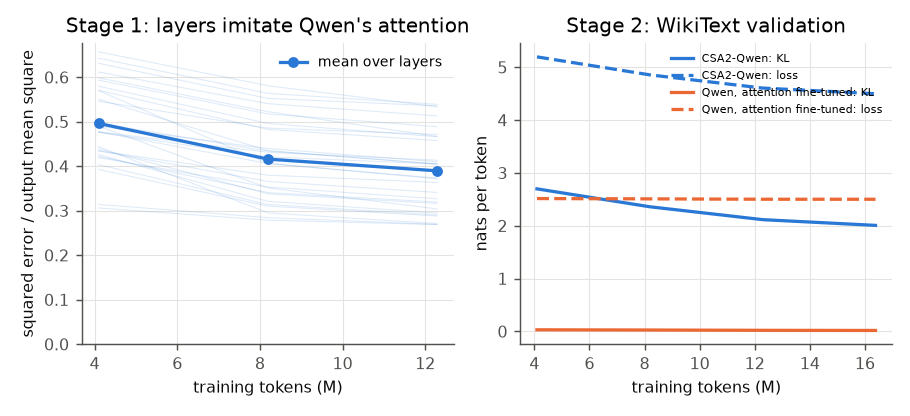 Stage 1: layers imitate Qwen's attention
squared error / output mean square
0.6
0.5
0.4
0.3
0.2
0.1
0.0
mean over layers
4
6
8
10
12
training tokens (M)
Stage 2: WikiText validation
nats per token
5
4
3
2
1
0
CSA2-Qwen: KL
CSA2-Qwen: loss
Qwen, attention fine-tuned: KL
Qwen, attention fine-tuned: loss
4
6
8
10
12
14
16
training tokens (M)